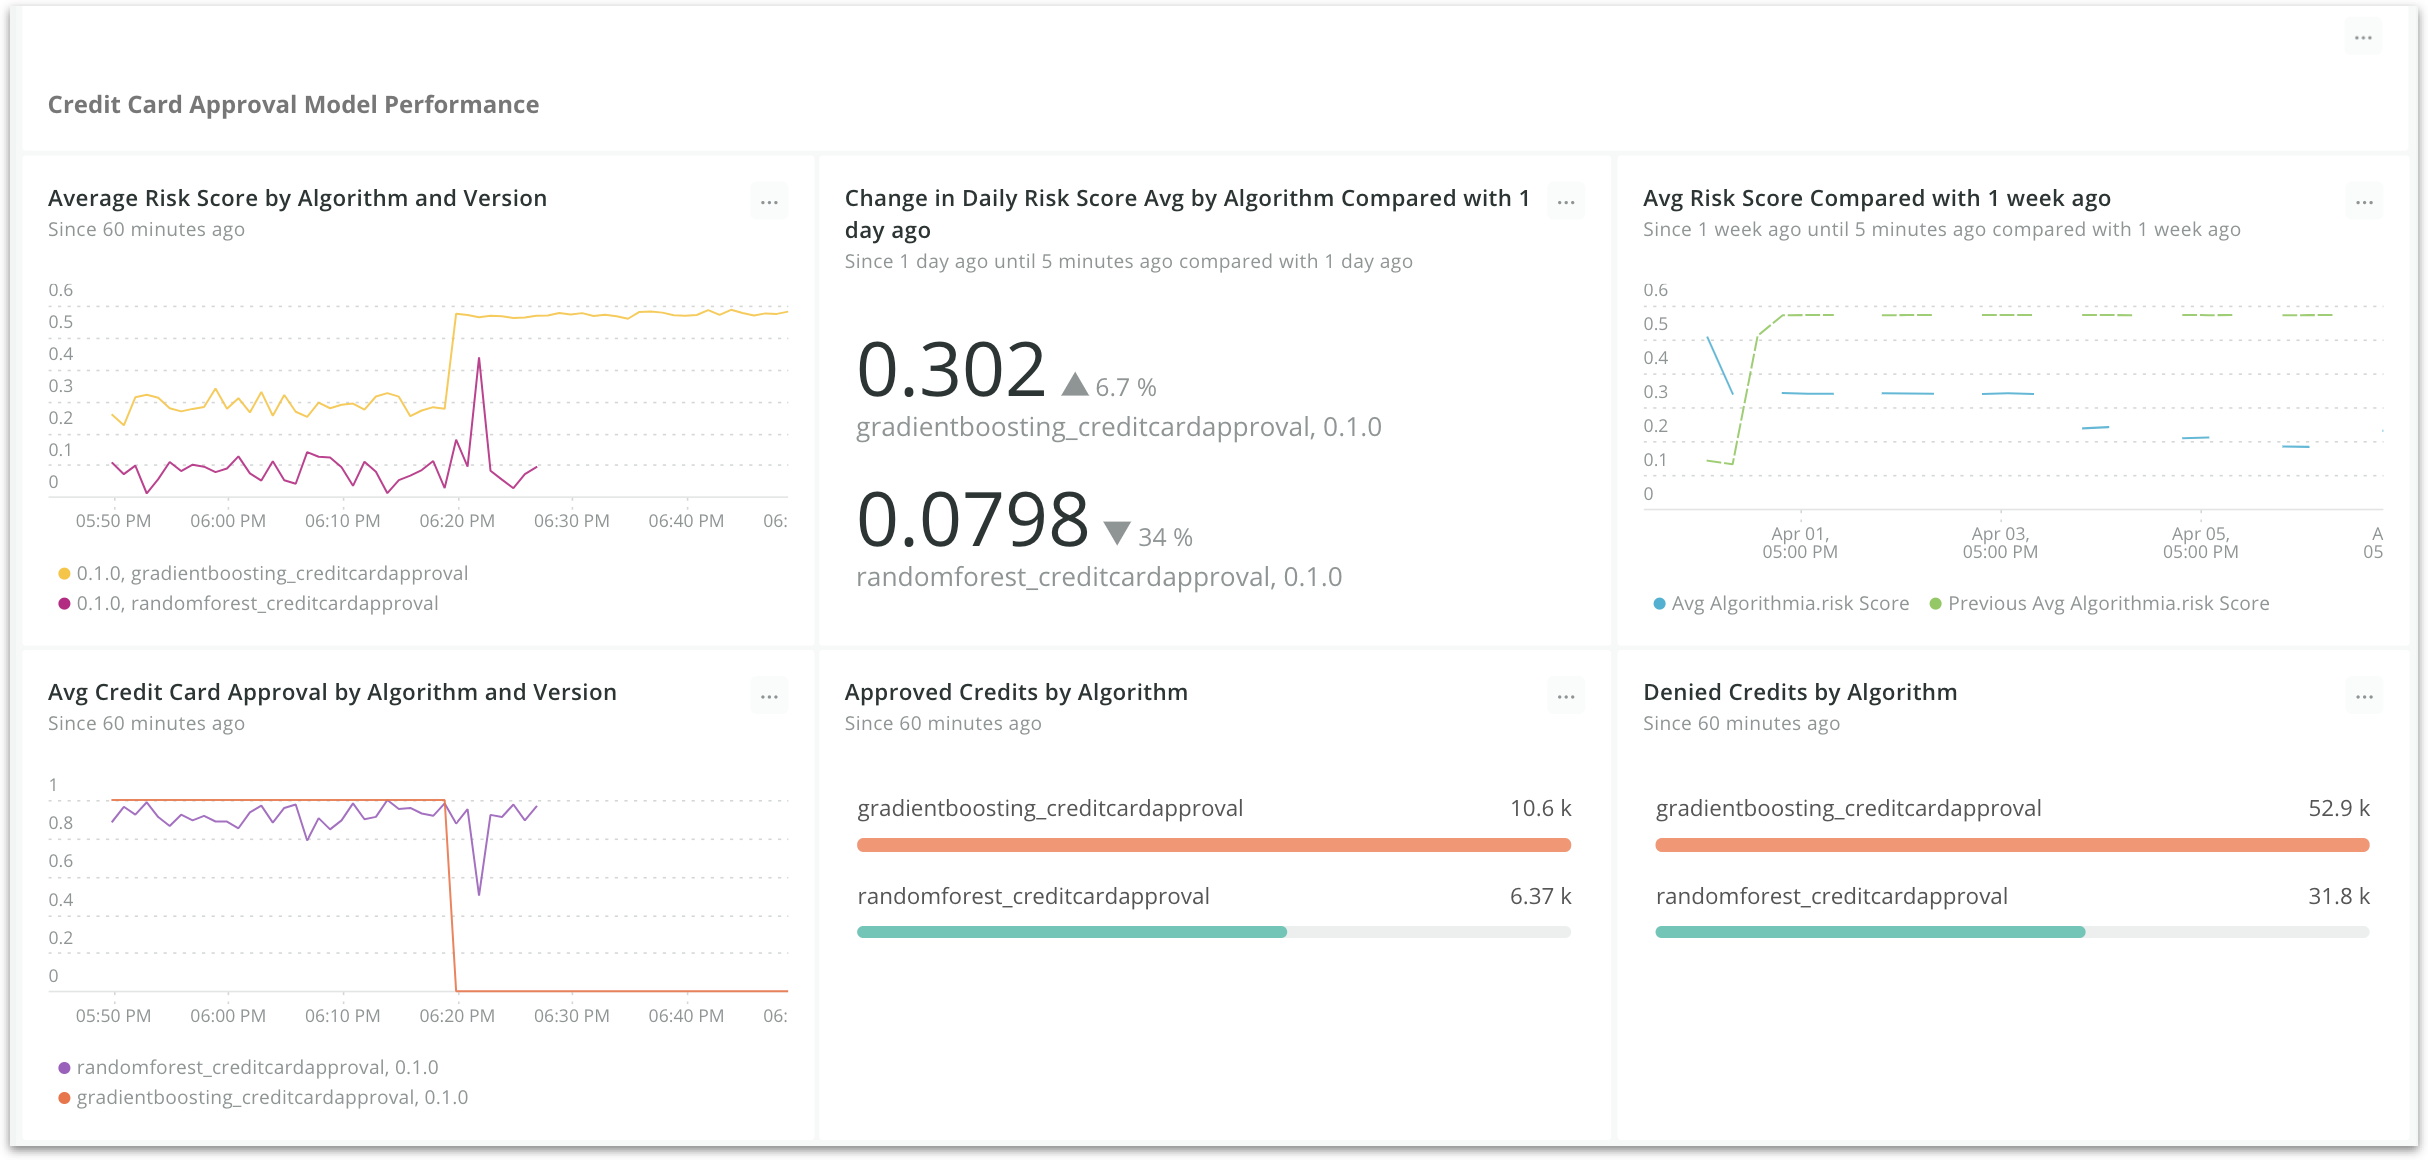 ...
Credit Card Approval Model Performance
Average Risk Score by Algorithm and Version
...
Since 60 minutes ago
0.6
0.5
0.4
0.3
0.2
0.1
0
05:50 PM 06:00 PM 06:10 PM 06:20 PM 06:30 PM 06:40 PM 06:
0.1.0, gradientboosting_creditcardapproval
0.1.0, randomforest_creditcardapproval
Change in Daily Risk Score Avg by Algorithm Compared with 1
day ago
...
Since 1 day ago until 5 minutes ago compared with 1 day ago
0.302 ▲ 6.7 %
gradientboosting_creditcardapproval, 0.1.0
0.0798 ▼ 34 %
randomforest_creditcardapproval, 0.1.0
Avg Risk Score Compared with 1 week ago
...
Since 1 week ago until 5 minutes ago compared with 1 week ago
0.6
0.5
0.4
0.3
0.2
0.1
0
Apr 01, Apr 03, Apr 05, A
05:00 PM 05:00 PM 05:00 PM 05
Avg Algorithmia.risk Score Previous Avg Algorithmia.risk Score
Avg Credit Card Approval by Algorithm and Version
...
Since 60 minutes ago
1
0.8
0.6
0.4
0.2
0
05:50 PM 06:00 PM 06:10 PM 06:20 PM 06:30 PM 06:40 PM 06:
randomforest_creditcardapproval, 0.1.0
gradientboosting_creditcardapproval, 0.1.0
Approved Credits by Algorithm
...
Since 60 minutes ago
gradientboosting_creditcardapproval 10.6 k
randomforest_creditcardapproval 6.37 k
Denied Credits by Algorithm
...
Since 60 minutes ago
gradientboosting_creditcardapproval 52.9 k
randomforest_creditcardapproval 31.8 k